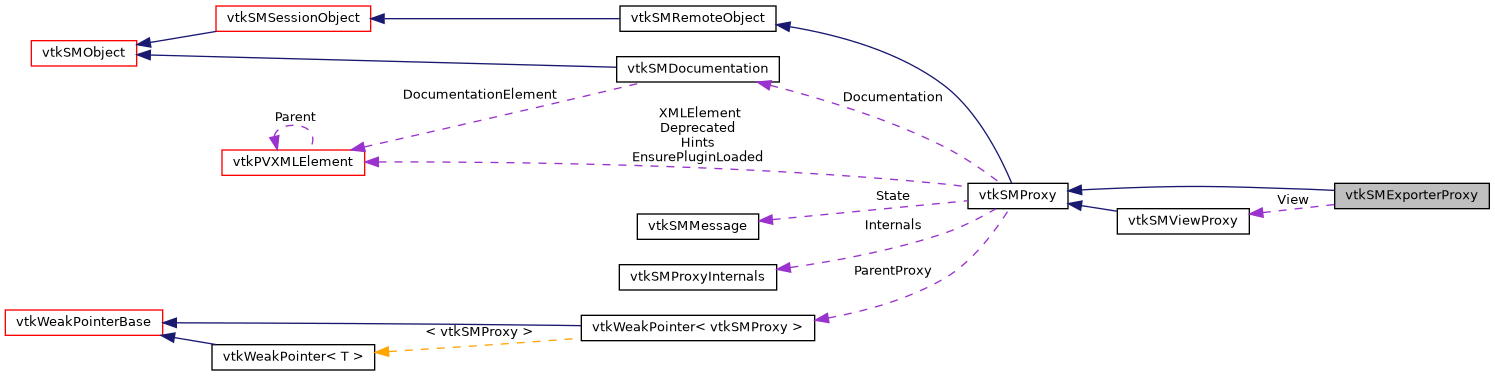 vtkSMSessionObject
vtkSMRemoteObject
vtkSMObject
vtkSMDocumentation
DocumentationElement
Documentation
Parent
XMLElement
Deprecated
Hints
EnsurePluginLoaded
vtkPVXMLElement
vtkSMProxy
vtkSMExporterProxy
State
View
vtkSMMessage
vtkSMViewProxy
Internals
vtkSMProxyInternals
ParentProxy
vtkWeakPointerBase
vtkWeakPointer< vtkSMProxy >
< vtkSMProxy >
vtkWeakPointer< T >